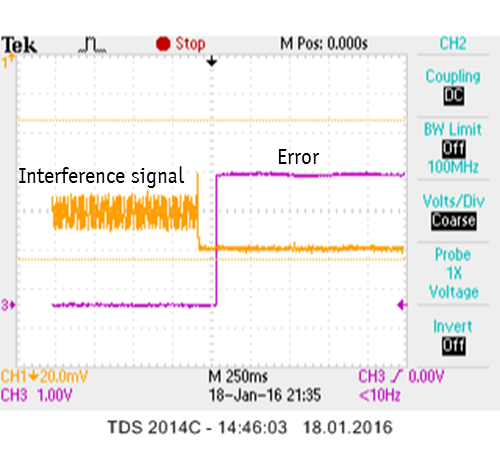 Tek Stop M Pos: 0.000s CH2
1
Coupling
DC
BW Limit
Off
100MHz
Error
Interference signal
Volts/Div
Coarse
Probe
1X
Voltage
3
Invert
Off
CH1 20.0mV M 250ms CH3 0.00V
CH3 1.00V 18-Jan-16 21:35 <10Hz
TDS 2014C - 14:46:03 18.01.2016